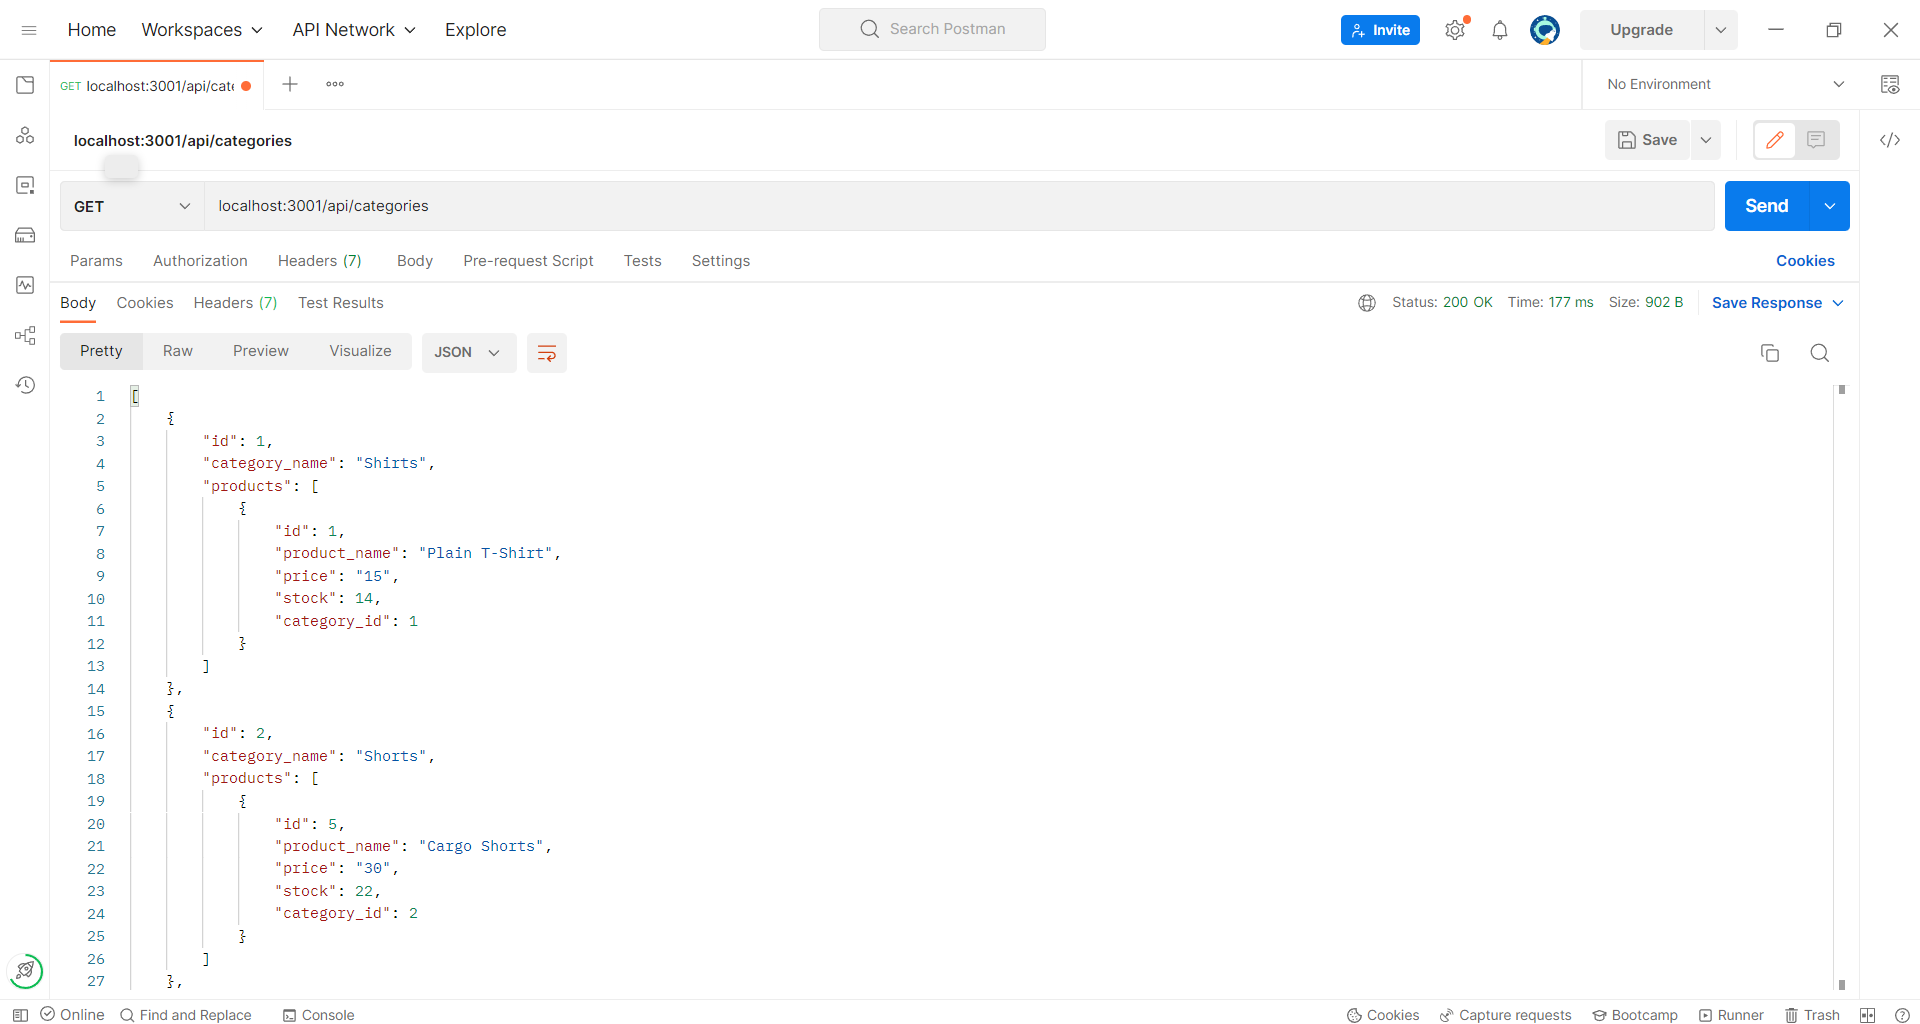 Home Workspaces API Network Explore Search Postman Invite Upgrade
GET localhost:3001/api/cate No Environment
localhost:3001/api/categories Save
GET localhost:3001/api/categories Send
Params Authorization Headers (7) Body Pre-request Script Tests Settings Cookies
Body Cookies Headers (7) Test Results Status: 200 OK Time: 177 ms Size: 902 B Save Response
Pretty Raw Preview Visualize JSON
1 [
2 {
3 "id": 1,
4 "category_name": "Shirts",
5 "products": [
6 {
7 "id": 1,
8 "product_name": "Plain T-Shirt",
9 "price": "15",
10 "stock": 14,
11 "category_id": 1
12 }
13 ]
14 },
15 {
16 "id": 2,
17 "category_name": "Shorts",
18 "products": [
19 {
20 "id": 5,
21 "product_name": "Cargo Shorts",
22 "price": "30",
23 "stock": 22,
24 "category_id": 2
25 }
26 ]
27 },
Online Find and Replace Console Cookies Capture requests Bootcamp Runner Trash